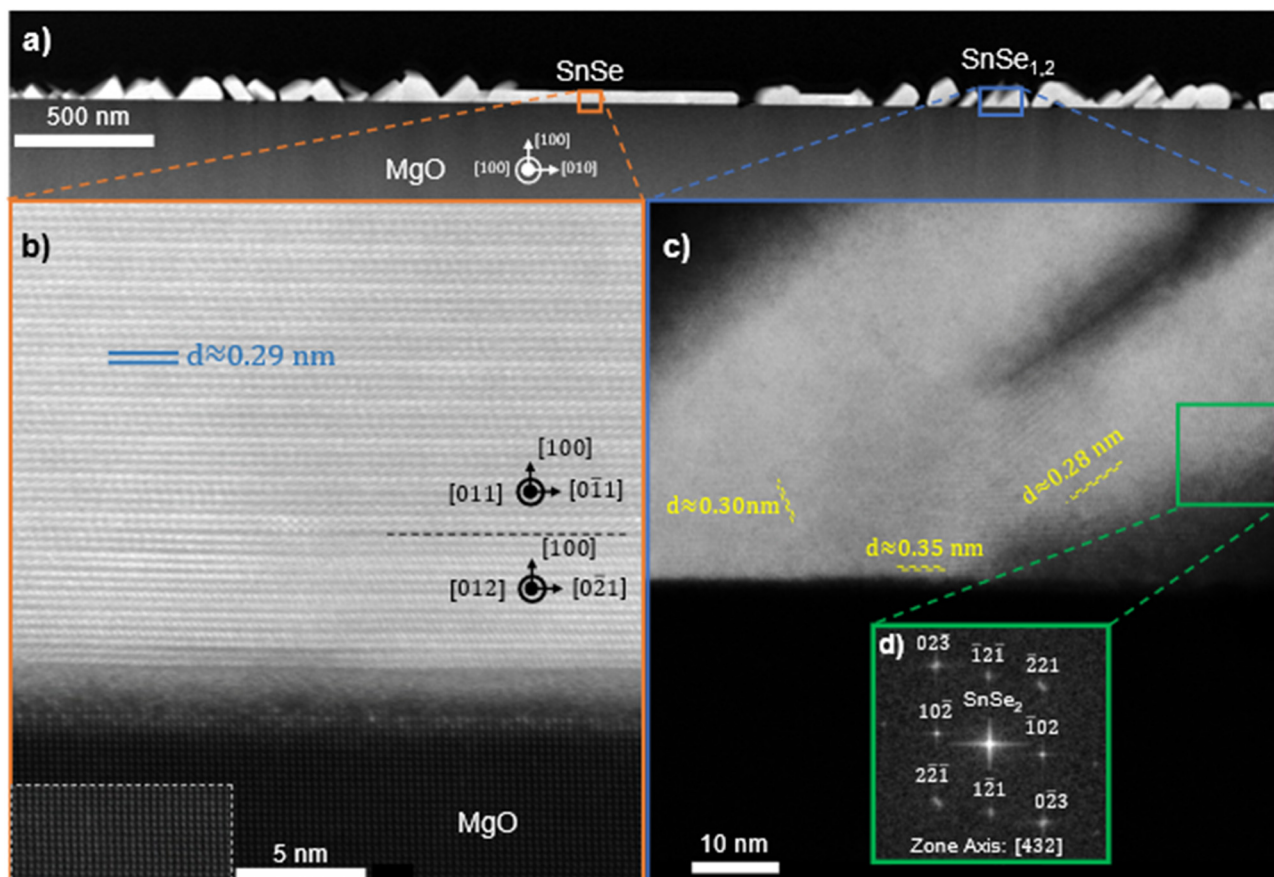 a)
SnSe
SnSe₁,₂
500 nm
MgO
[100]
[100] [010]
b)
d≈0.29 nm
[100]
[011] [01̅1]
[100]
[012] [02̅1]
MgO
5 nm
c)
d≈0.30nm
d≈0.35 nm
d≈0.28 nm
d)
023̅
1̅21̅
2̅21
SnSe₂
102̅
1̅02
22̅1̅
12̅1
02̅3
Zone Axis: [432]
10 nm